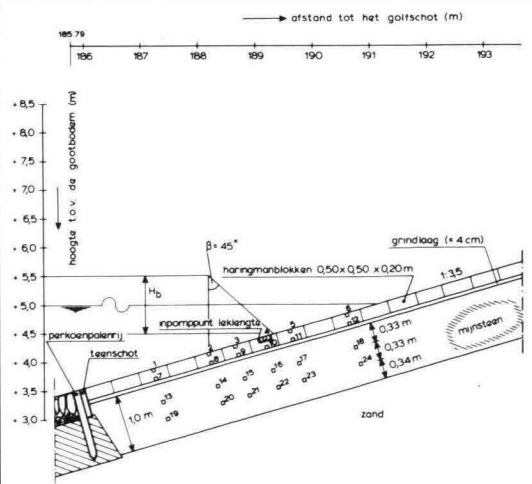 afstand tot het golfschot (m)
185.79
186 187 188 189 190 191 192 193
hoogte t.o.v. de gootbodem (m)
+ 8,5
+ 8,0
+ 7,5
+ 7,0
+ 6,5
+ 6,0
+ 5,5
+ 5,0
+ 4,5
+ 4,0
+ 3,5
+ 3,0
β = 45°
grindlaag (= 4 cm)
haringmanblokken 0,50 x 0,50 x 0,20 m
1:3,5
Hb
inpomppunt leklengte
perkoenpalenrij
teenschot
mijnsteen
0,33 m
0,33 m
0,34 m
1,0 m
zand
1
7
13
19
8
14
20
3
9
15
21
4
10
16
22
5
11
17
23
6
12
18
24